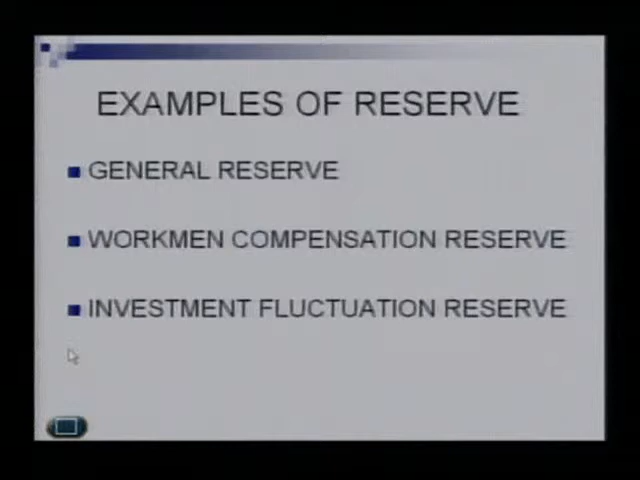 EXAMPLES OF RESERVE
GENERAL RESERVE
WORKMEN COMPENSATION RESERVE
INVESTMENT FLUCTUATION RESERVE